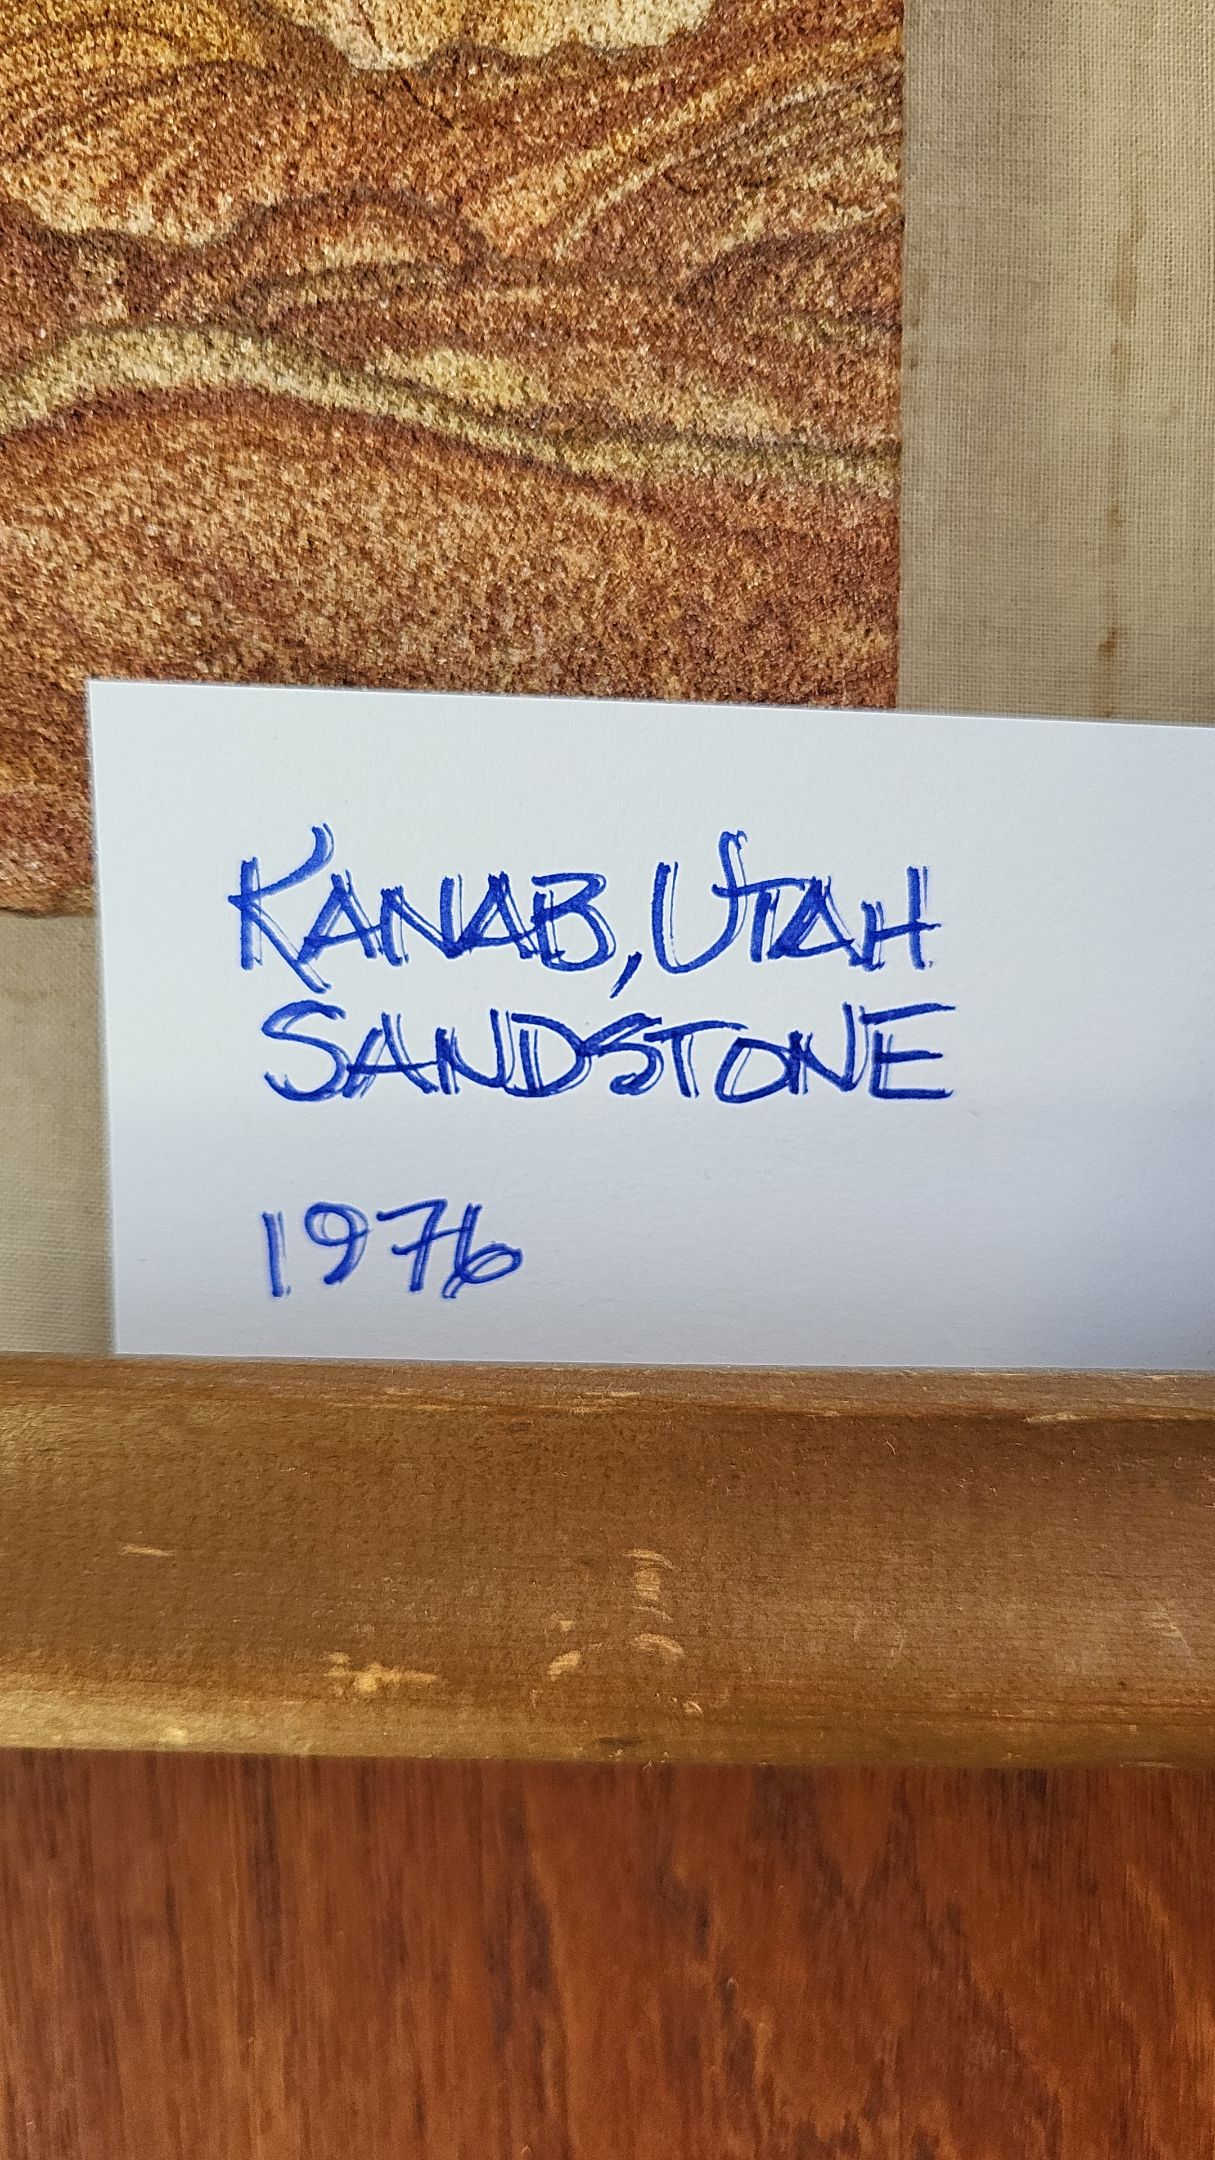 KANAB, UTAH
SANDSTONE
1976